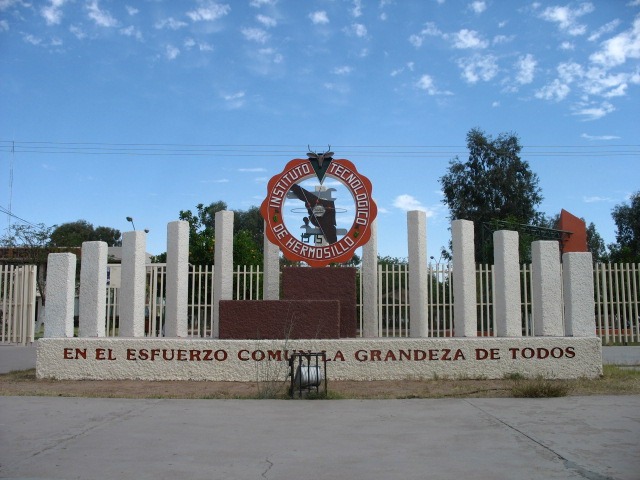 INSTITUTO TECNOLOGICO
DE HERMOSILLO
EN EL ESFUERZO COMUN LA GRANDEZA DE TODOS